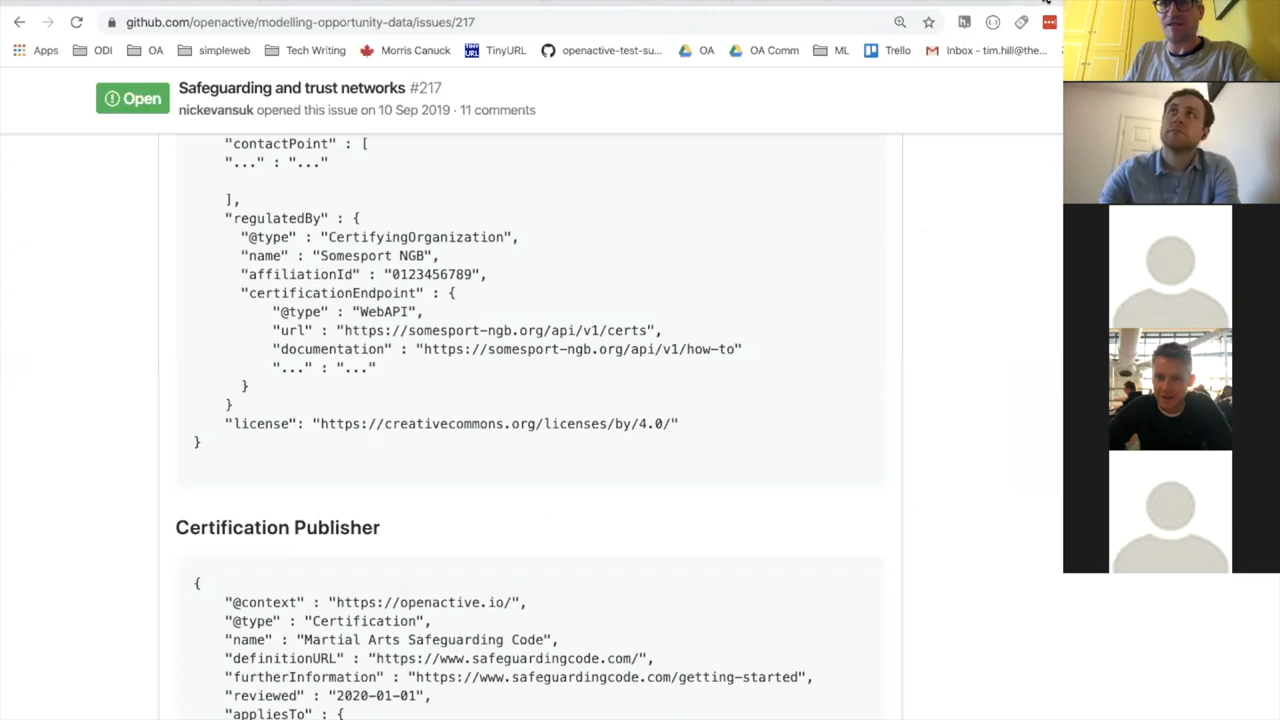 github.com/openactive/modelling-opportunity-data/issues/217
Apps ODI OA simpleweb Tech Writing Morris Canuck TinyURL openactive-test-su... OA OA Comm ML Trello Inbox - tim.hill@the...
Open Safeguarding and trust networks #217
nickevansuk opened this issue on 10 Sep 2019 · 11 comments
"contactPoint" : [
"..." : "..."
],
"regulatedBy" : {
"@type" : "CertifyingOrganization",
"name" : "Somesport NGB",
"affiliationId" : "0123456789",
"certificationEndpoint" : {
"@type" : "WebAPI",
"url" : "https://somesport-ngb.org/api/v1/certs",
"documentation" : "https://somesport-ngb.org/api/v1/how-to"
"..." : "..."
}
}
"license": "https://creativecommons.org/licenses/by/4.0/"
}
Certification Publisher
{
"@context" : "https://openactive.io/",
"@type" : "Certification",
"name" : "Martial Arts Safeguarding Code",
"definitionURL" : "https://www.safeguardingcode.com/",
"furtherInformation" : "https://www.safeguardingcode.com/getting-started",
"reviewed" : "2020-01-01",
"appliesTo" : {